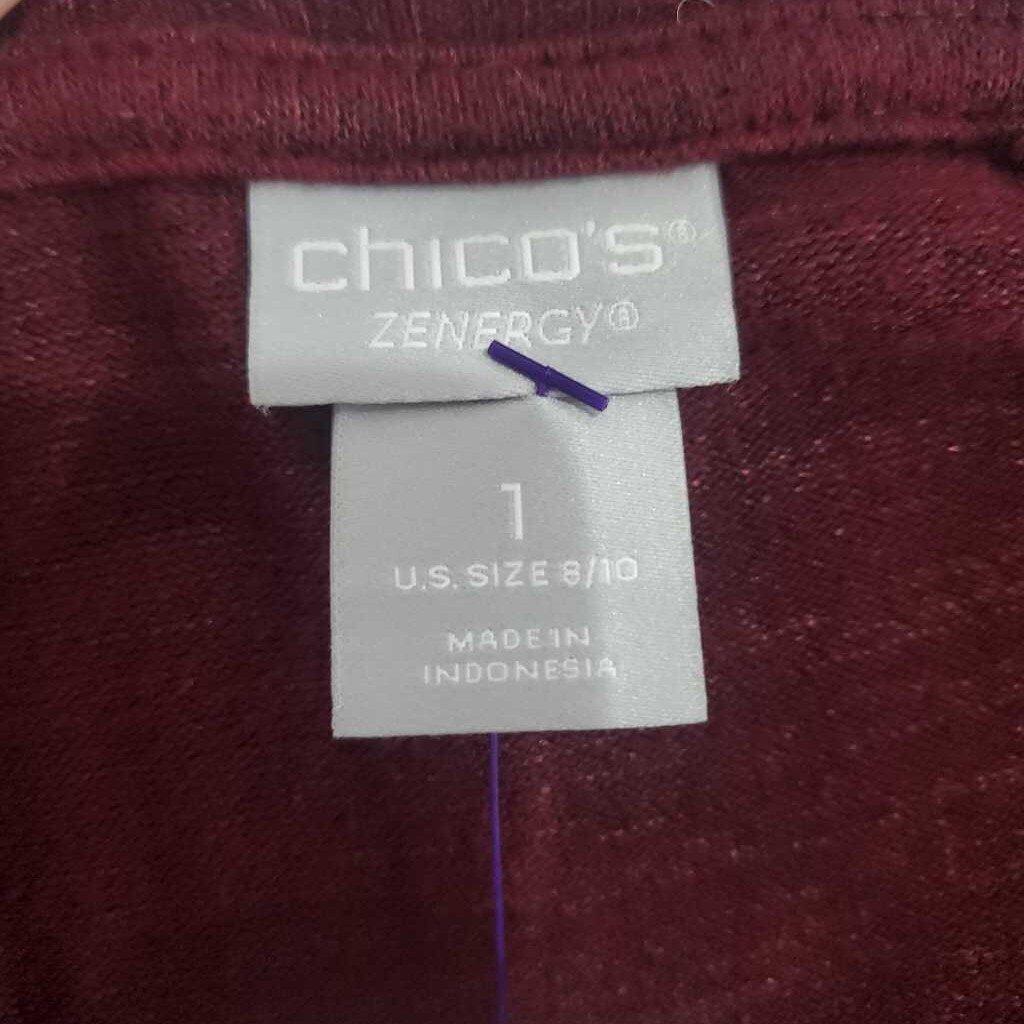 chico's®
ZENERGY®
1
U.S. SIZE 8/10
MADE IN
INDONESIA